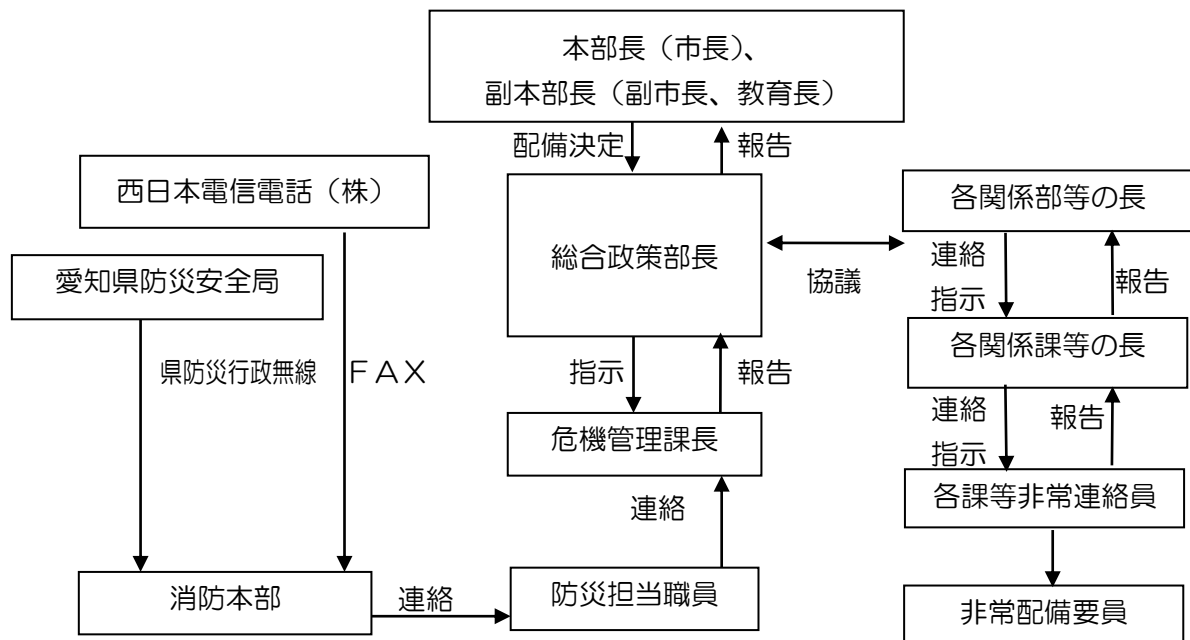 本部長（市長）、
副本部長（副市長、教育長）
配備決定
報告
西日本電信電話（株）
各関係部等の長
愛知県防災安全局
総合政策部長
協議
連絡
指示
報告
県防災行政無線
ＦＡＸ
指示
報告
各関係課等の長
危機管理課長
連絡
指示
報告
連絡
各課等非常連絡員
消防本部
連絡
防災担当職員
非常配備要員